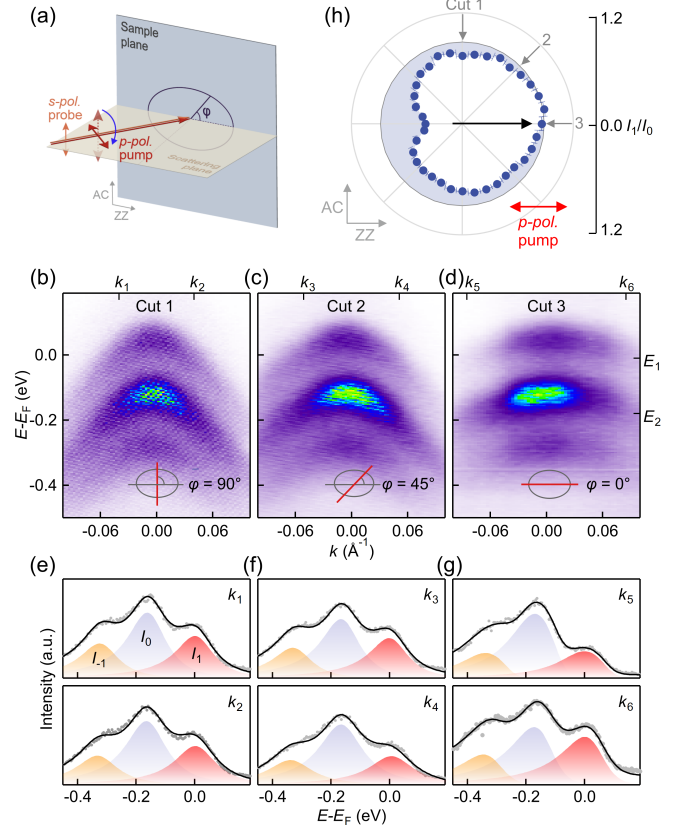 (a)
Sample
plane
s-pol.
probe
p-pol.
pump
φ
Scattering
plane
AC
ZZ
(h)
Cut 1
2
3
1.2
0.0 I₁/I₀
1.2
AC
ZZ
p-pol.
pump
(b) k₁ k₂ (c) k₃ k₄ (d) k₅ k₆
Cut 1 Cut 2 Cut 3
E-E_F (eV)
0.0
-0.2
-0.4
E₁
E₂
φ = 90° φ = 45° φ = 0°
-0.06 0.00 0.06 -0.06 0.00 0.06 -0.06 0.00 0.06
k (Å⁻¹)
(e) (f) (g)
Intensity (a.u.)
k₁ k₃ k₅
I₋₁ I₀ I₁
k₂ k₄ k₆
-0.4 -0.2 0.0 -0.4 -0.2 0.0 -0.4 -0.2 0.0
E-E_F (eV)